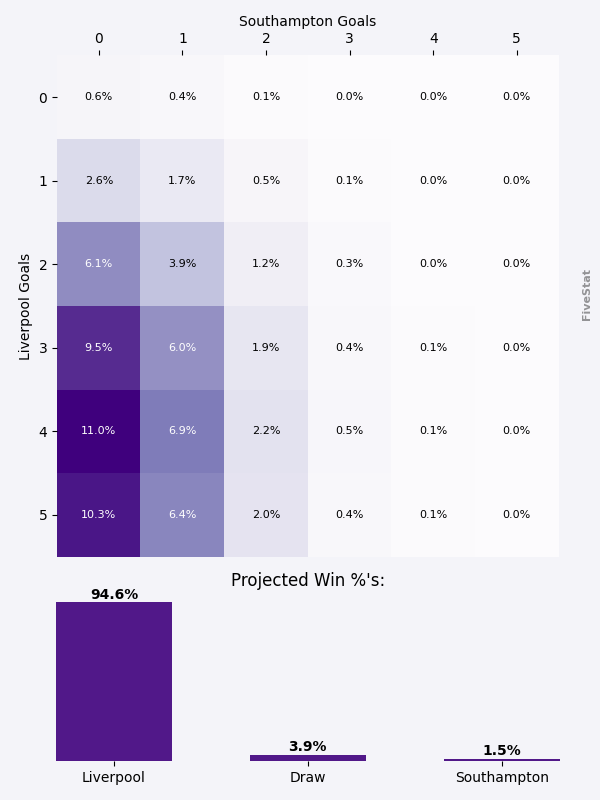 Southampton Goals
0 1 2 3 4 5
0 0.6% 0.4% 0.1% 0.0% 0.0% 0.0%
1 2.6% 1.7% 0.5% 0.1% 0.0% 0.0%
2 6.1% 3.9% 1.2% 0.3% 0.0% 0.0%
3 9.5% 6.0% 1.9% 0.4% 0.1% 0.0%
4 11.0% 6.9% 2.2% 0.5% 0.1% 0.0%
5 10.3% 6.4% 2.0% 0.4% 0.1% 0.0%
Liverpool Goals
FiveStat
Projected Win %'s:
94.6% 3.9% 1.5%
Liverpool Draw Southampton